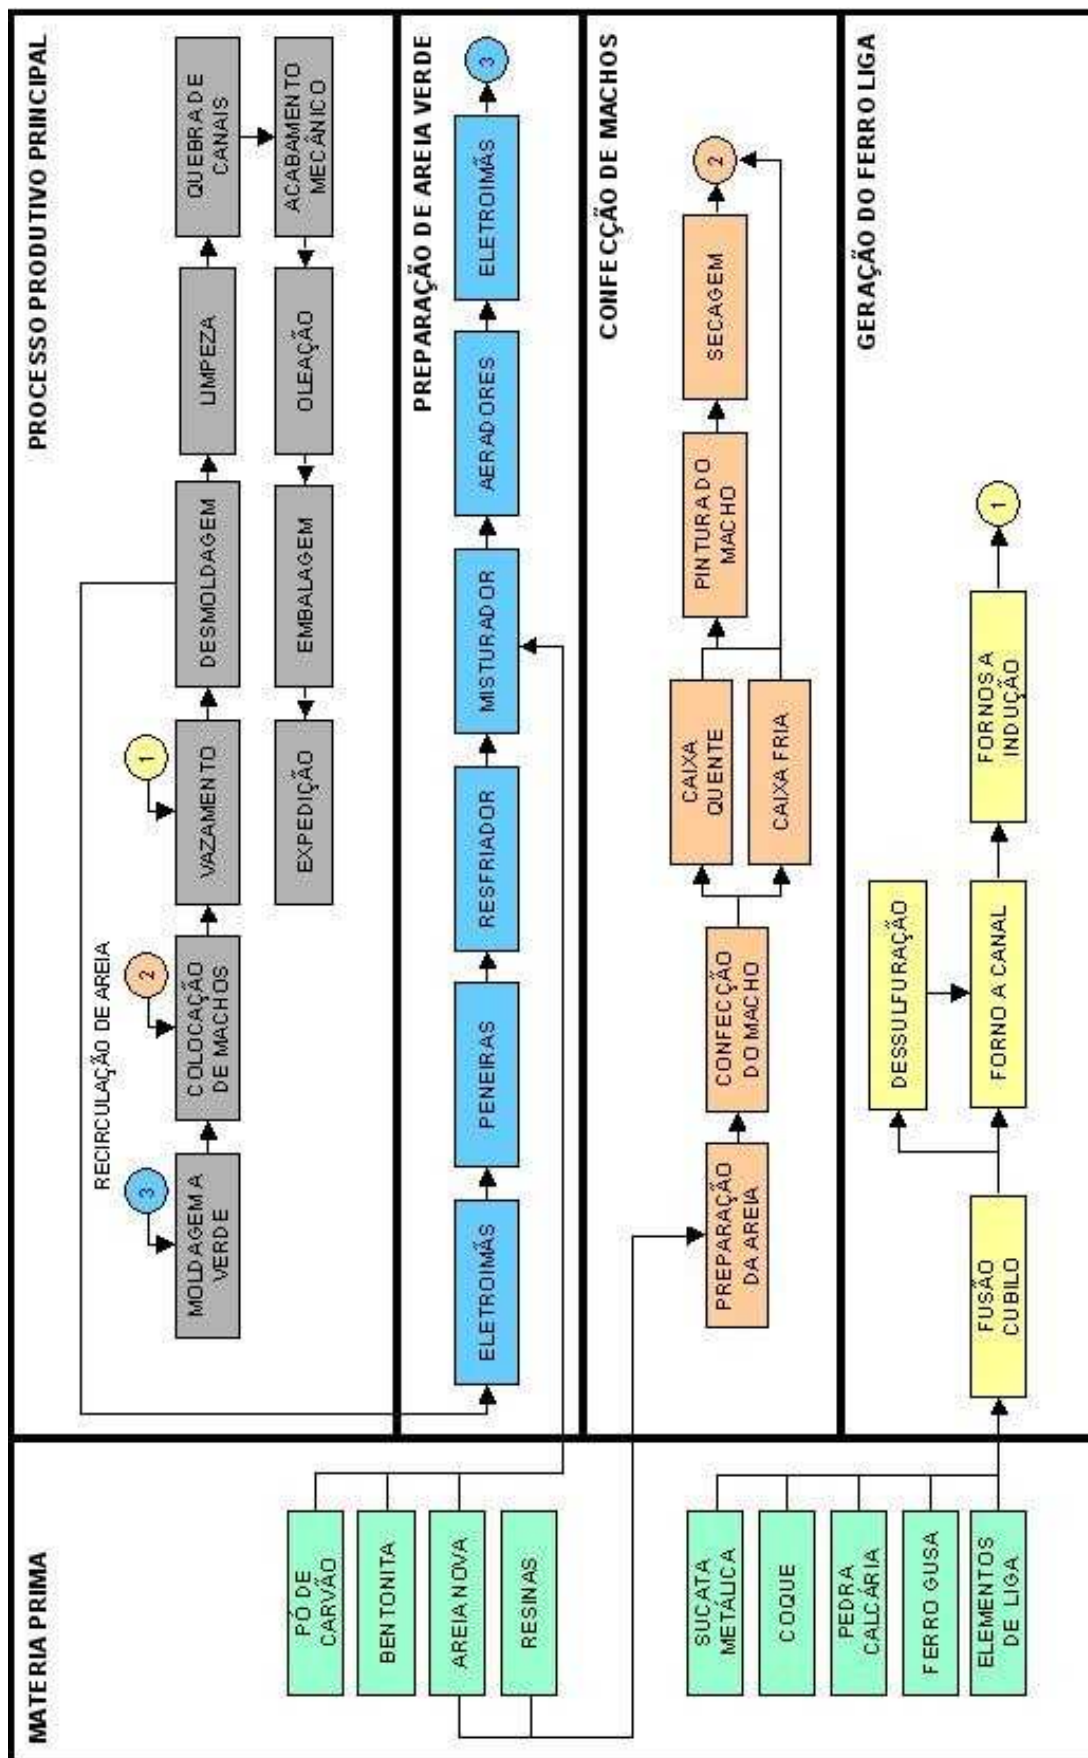 MATERIA PRIMA
PÓ DE
CARVÃO
BENTONITA
AREIA NOVA
RESINAS
SUCATA
METÁLICA
COQUE
PEDRA
CALCÁRIA
FERRO GUSA
ELEMENTOS
DE LIGA
PROCESSO PRODUTIVO PRINCIPAL
RECIRCULAÇÃO DE AREIA
3
2
1
MOLDAGEM A
VERDE
COLOCAÇÃO
DE MACHOS
VAZAMENTO
DESMOLDAGEM
LIMPEZA
QUEBRA DE
CANAIS
ACABAMENTO
MECÂNICO
OLEAÇÃO
EMBALAGEM
EXPEDIÇÃO
PREPARAÇÃO DE AREIA VERDE
ELETROIMÃS
PENEIRAS
RESFRIADOR
MISTURADOR
AERADORES
ELETROIMÃS
3
CONFECÇÃO DE MACHOS
PREPARAÇÃO
DA AREIA
CONFECÇÃO
DO MACHO
CAIXA
QUENTE
CAIXA FRIA
PINTURA DO
MACHO
SECAGEM
2
GERAÇÃO DO FERRO LIGA
FUSÃO
CUBILO
DESSULFURAÇÃO
FORNO A CANAL
FORNOS A
INDUÇÃO
1